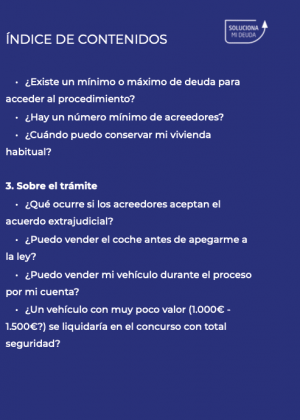 SOLUCIONA
MI DEUDA
ÍNDICE DE CONTENIDOS
• ¿Existe un mínimo o máximo de deuda para
acceder al procedimiento?
• ¿Hay un número mínimo de acreedores?
• ¿Cuándo puedo conservar mi vivienda
habitual?
3. Sobre el trámite
• ¿Qué ocurre si los acreedores aceptan el
acuerdo extrajudicial?
• ¿Puedo vender el coche antes de apegarme a
la ley?
• ¿Puedo vender mi vehículo durante el proceso
por mi cuenta?
• ¿Un vehículo con muy poco valor (1.000€ -
1.500€?) se liquidaría en el concurso con total
seguridad?